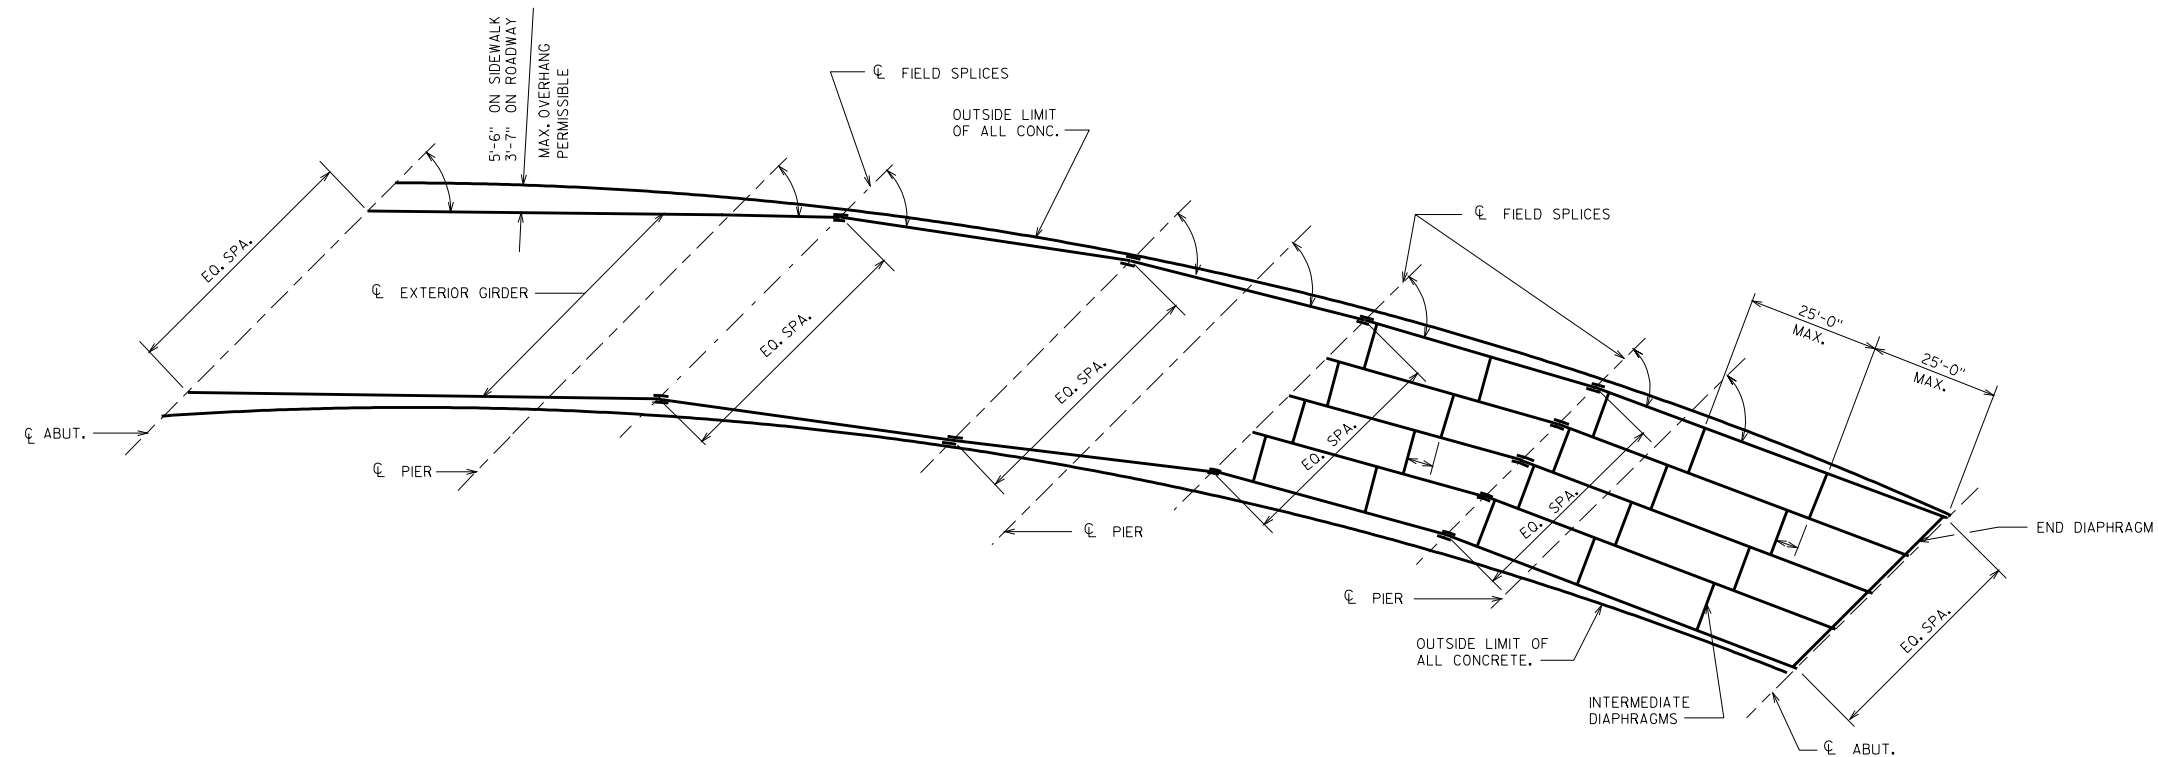 5'-6" ON SIDEWALK
3'-7" ON ROADWAY
MAX. OVERHANG
PERMISSIBLE
℄ FIELD SPLICES
OUTSIDE LIMIT
OF ALL CONC.
℄ FIELD SPLICES
EQ. SPA.
℄ EXTERIOR GIRDER
EQ. SPA.
EQ. SPA.
25'-0"
MAX.
25'-0"
MAX.
℄ ABUT.
℄ PIER
EQ. SPA.
EQ. SPA.
℄ PIER
END DIAPHRAGM
℄ PIER
EQ. SPA.
OUTSIDE LIMIT OF
ALL CONCRETE.
INTERMEDIATE
DIAPHRAGMS
℄ ABUT.